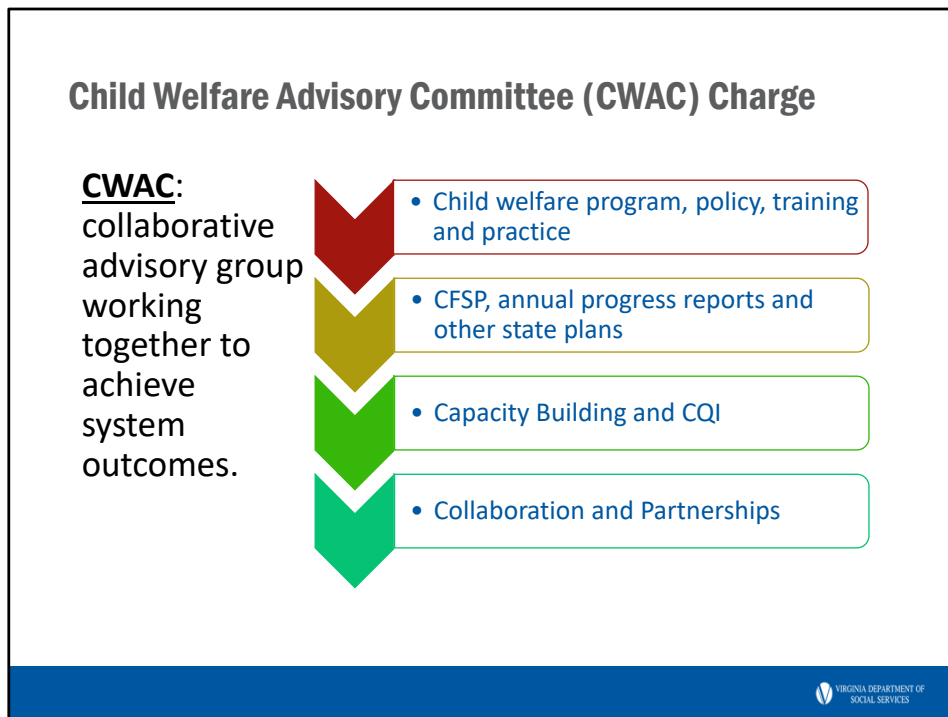 Child Welfare Advisory Committee (CWAC) Charge
CWAC:
collaborative
advisory group
working
together to
achieve
system
outcomes.
• Child welfare program, policy, training
and practice
• CFSP, annual progress reports and
other state plans
• Capacity Building and CQI
• Collaboration and Partnerships
VIRGINIA DEPARTMENT OF
SOCIAL SERVICES